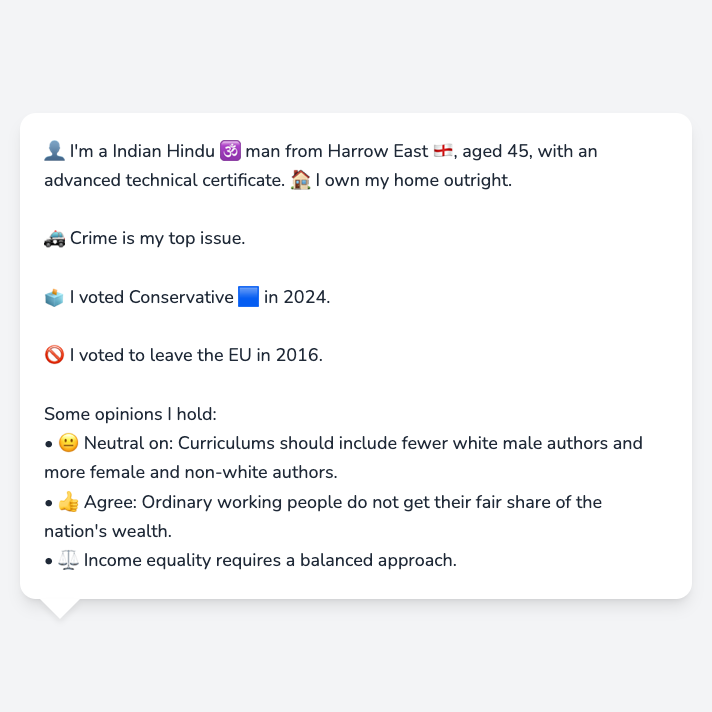 👤 I'm a Indian Hindu 🕉️ man from Harrow East 🏴󠁧󠁢󠁥󠁮󠁧󠁿, aged 45, with an
advanced technical certificate. 🏠 I own my home outright.
🚓 Crime is my top issue.
🗳️ I voted Conservative 🟦 in 2024.
🚫 I voted to leave the EU in 2016.
Some opinions I hold:
• 😐 Neutral on: Curriculums should include fewer white male authors and
more female and non-white authors.
• 👍 Agree: Ordinary working people do not get their fair share of the
nation's wealth.
• ⚖️ Income equality requires a balanced approach.